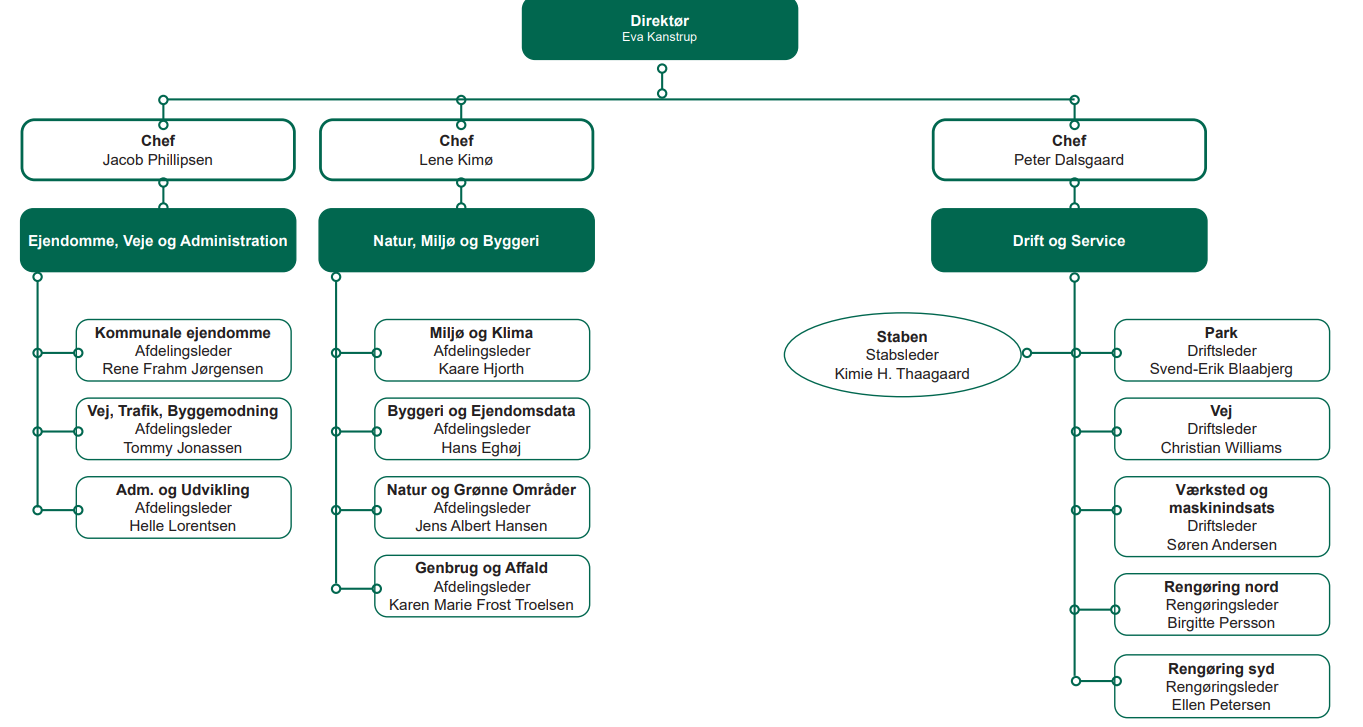 Direktør
Eva Kanstrup
Chef
Jacob Phillipsen
Chef
Lene Kimø
Chef
Peter Dalsgaard
Ejendomme, Veje og Administration
Natur, Miljø og Byggeri
Drift og Service
Kommunale ejendomme
Afdelingsleder
Rene Frahm Jørgensen
Vej, Trafik, Byggemodning
Afdelingsleder
Tommy Jonassen
Adm. og Udvikling
Afdelingsleder
Helle Lorentsen
Miljø og Klima
Afdelingsleder
Kaare Hjorth
Byggeri og Ejendomsdata
Afdelingsleder
Hans Eghøj
Natur og Grønne Områder
Afdelingsleder
Jens Albert Hansen
Genbrug og Affald
Afdelingsleder
Karen Marie Frost Troelsen
Staben
Stabsleder
Kimie H. Thaagaard
Park
Driftsleder
Svend-Erik Blaabjerg
Vej
Driftsleder
Christian Williams
Værksted og
maskinindsats
Driftsleder
Søren Andersen
Rengøring nord
Rengøringsleder
Birgitte Persson
Rengøring syd
Rengøringsleder
Ellen Petersen